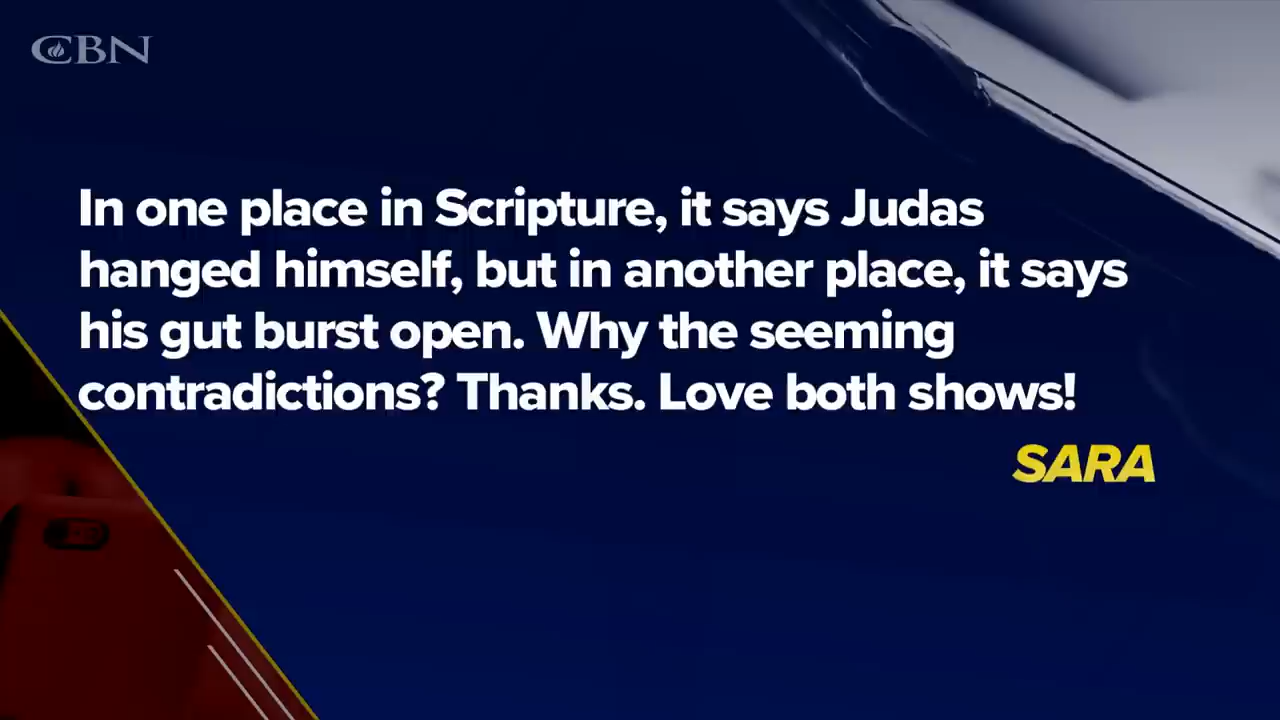 CBN
In one place in Scripture, it says Judas
hanged himself, but in another place, it says
his gut burst open. Why the seeming
contradictions? Thanks. Love both shows!
SARA